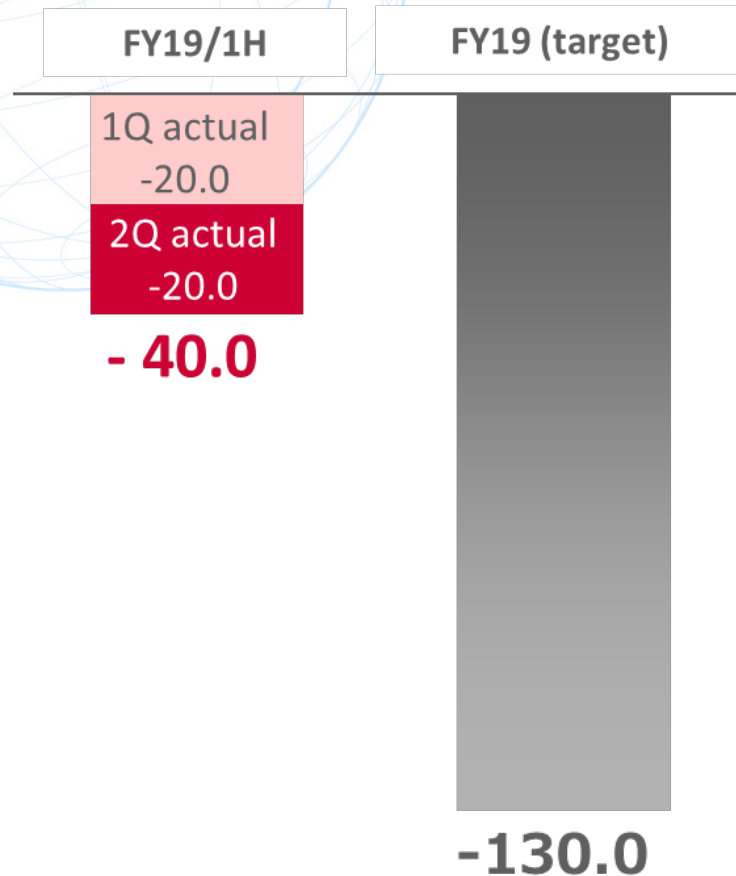 FY19/1H
FY19 (target)
1Q actual
-20.0
2Q actual
-20.0
- 40.0
-130.0